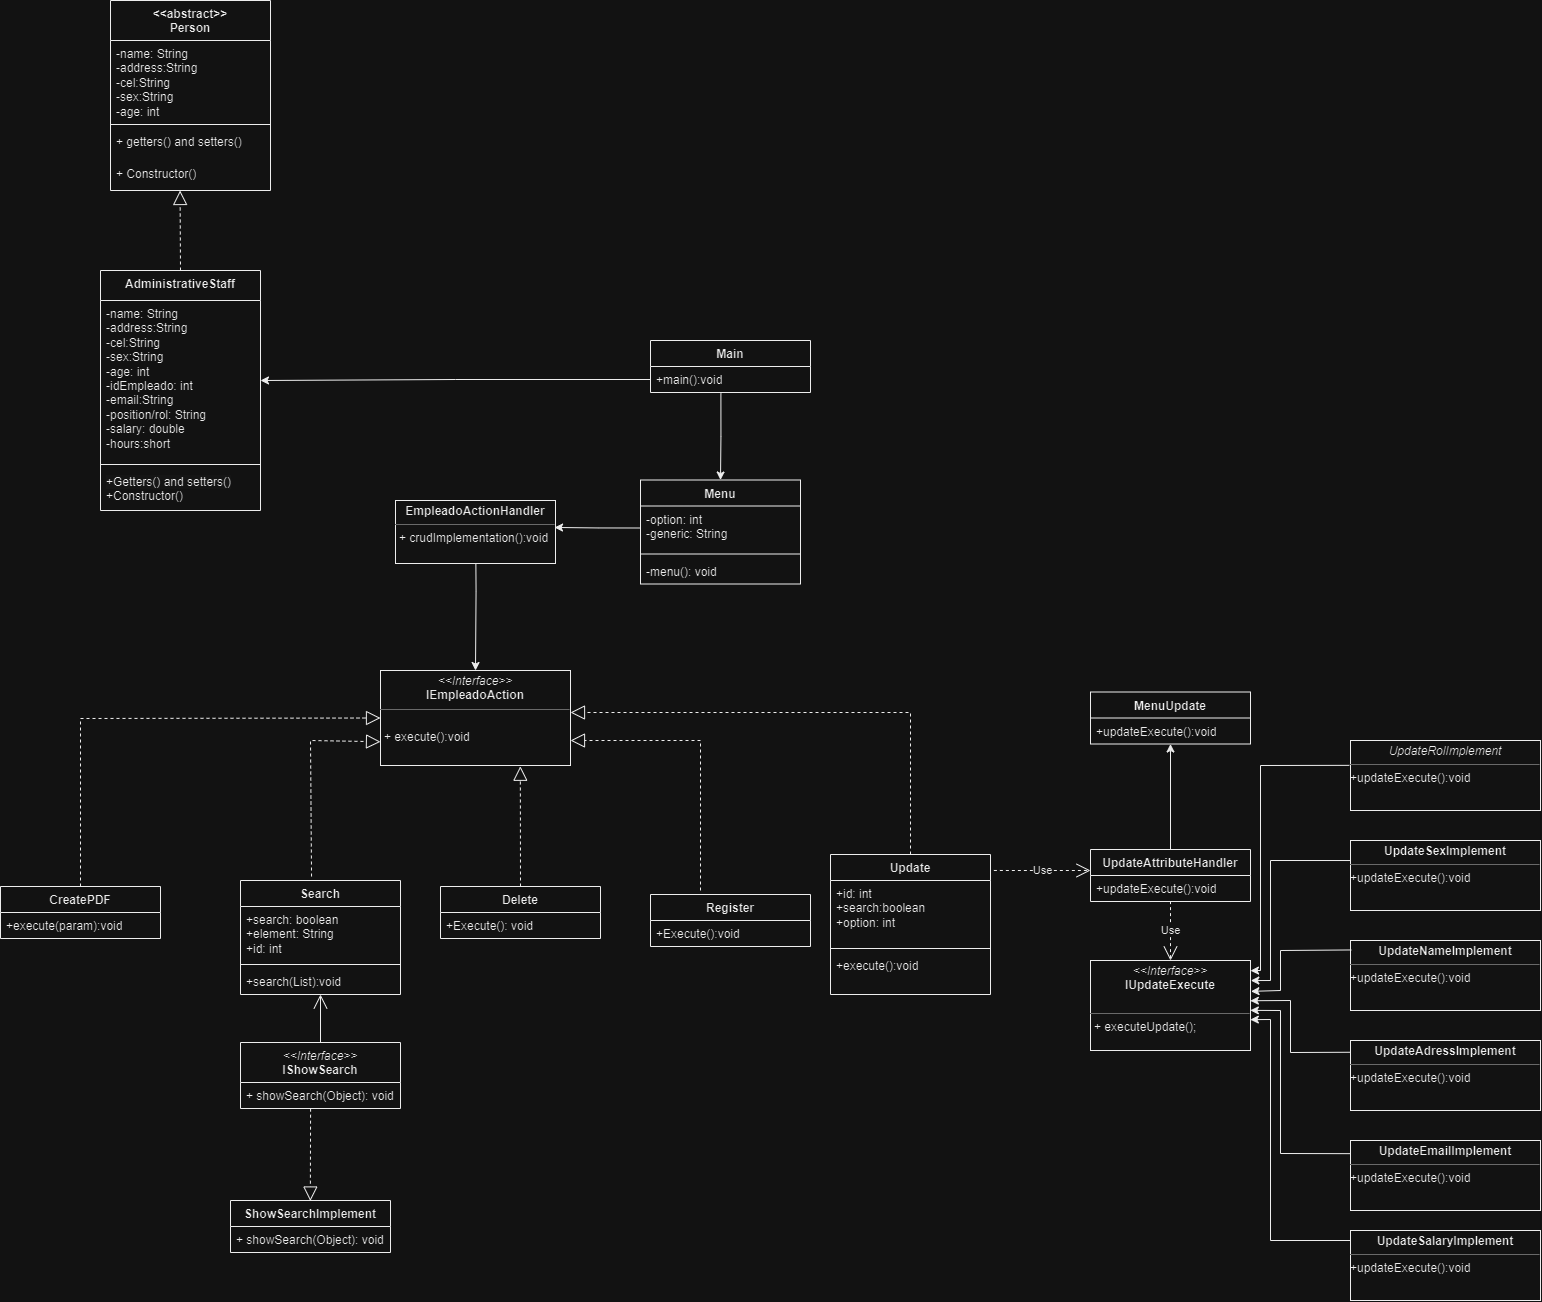 <<abstract>>
Person
-name: String
-address:String
-cel:String
-sex:String
-age: int
+ getters() and setters()
+ Constructor()
AdministrativeStaff
-name: String
-address:String
-cel:String
-sex:String
-age: int
-idEmpleado: int
-email:String
-position/rol: String
-salary: double
-hours:short
+Getters() and setters()
+Constructor()
Main
+main():void
Menu
-option: int
-generic: String
-menu(): void
EmpleadoActionHandler
+ crudImplementation():void
<<Interface>>
IEmpleadoAction
+ execute():void
CreatePDF
+execute(param):void
Search
+search: boolean
+element: String
+id: int
+search(List):void
<<Interface>>
IShowSearch
+ showSearch(Object): void
ShowSearchImplement
+ showSearch(Object): void
Delete
+Execute(): void
Register
+Execute():void
Update
+id: int
+search:boolean
+option: int
+execute():void
Use
MenuUpdate
+updateExecute():void
UpdateAttributeHandler
+updateExecute():void
Use
<<Interface>>
IUpdateExecute
+ executeUpdate();
UpdateRolImplement
+updateExecute():void
UpdateSexImplement
+updateExecute():void
UpdateNameImplement
+updateExecute():void
UpdateAdressImplement
+updateExecute():void
UpdateEmailImplement
+updateExecute():void
UpdateSalaryImplement
+updateExecute():void